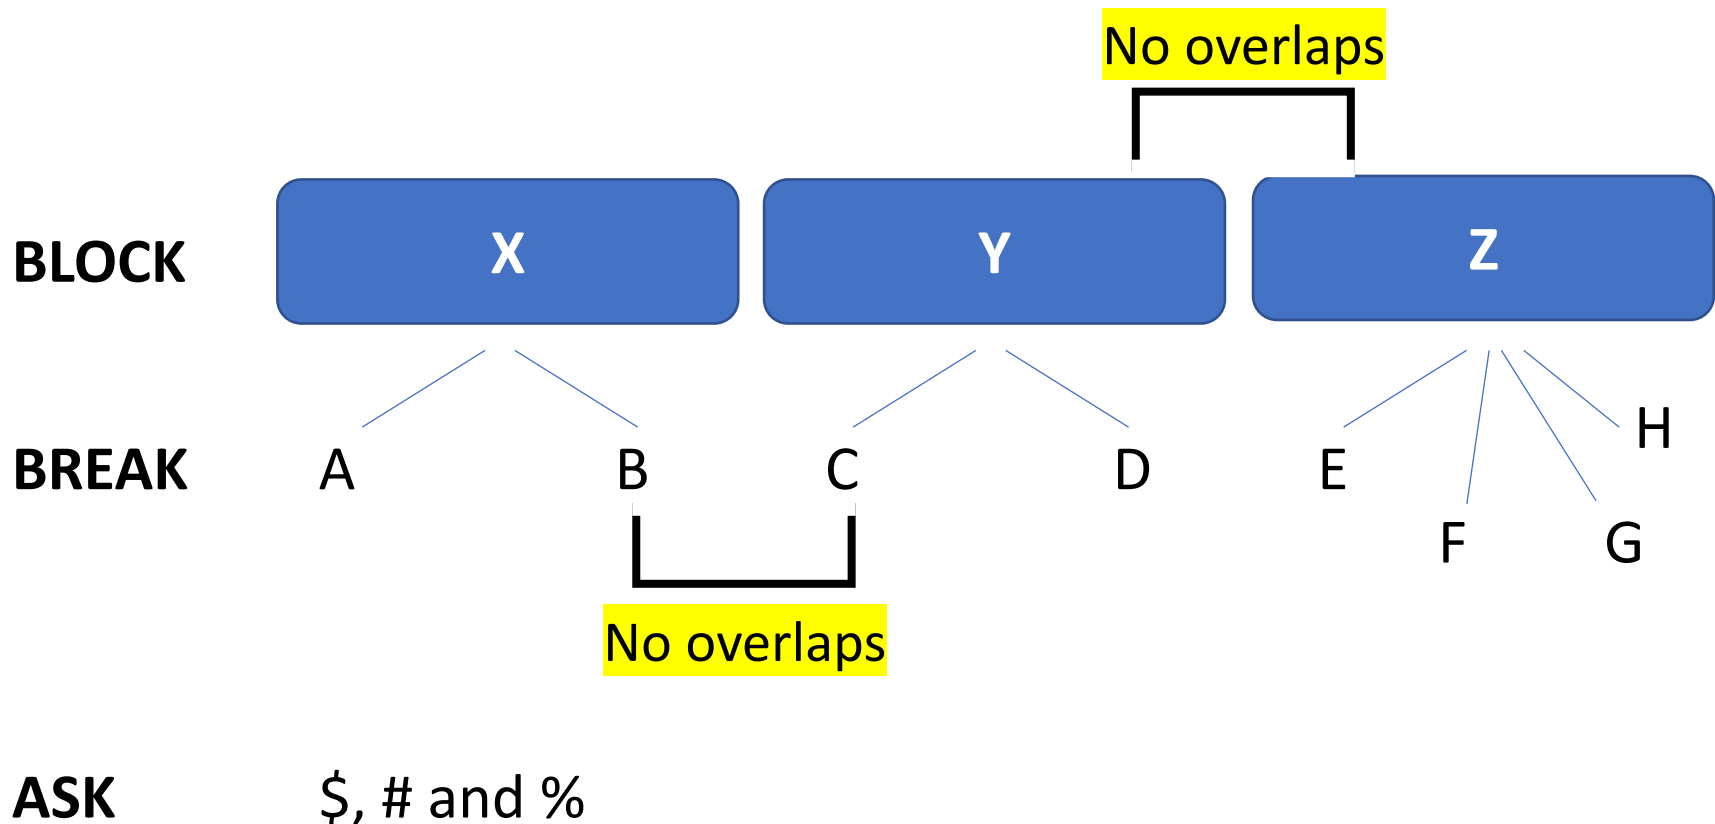 No overlaps
BLOCK X Y Z
BREAK A B C D E H
F G
No overlaps
ASK $, # and %